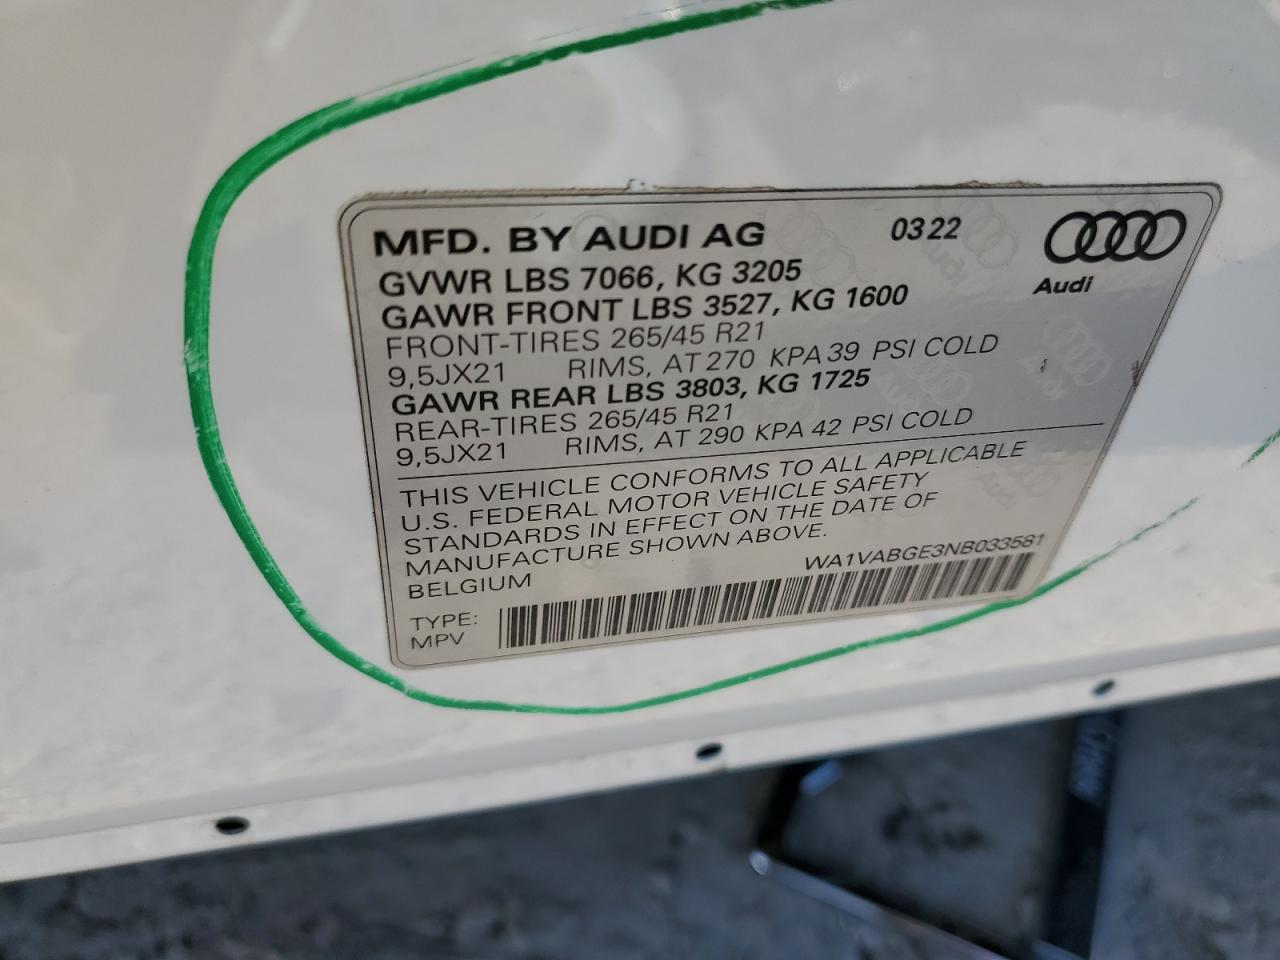 MFD. BY AUDI AG 0322
Audi
GVWR LBS 7066, KG 3205
GAWR FRONT LBS 3527, KG 1600
FRONT-TIRES 265/45 R21
9,5JX21 RIMS, AT 270 KPA 39 PSI COLD
GAWR REAR LBS 3803, KG 1725
REAR-TIRES 265/45 R21
9,5JX21 RIMS, AT 290 KPA 42 PSI COLD
THIS VEHICLE CONFORMS TO ALL APPLICABLE
U.S. FEDERAL MOTOR VEHICLE SAFETY
STANDARDS IN EFFECT ON THE DATE OF
MANUFACTURE SHOWN ABOVE.
BELGIUM WA1VABGE3NB033581
TYPE:
MPV